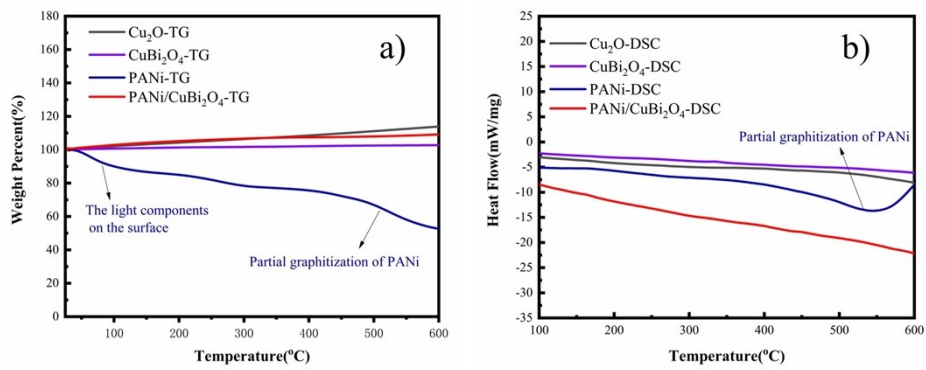 180
160
140
120
100
80
60
40
20
0
Weight Percent(%)
Cu₂O-TG
CuBi₂O₄-TG
PANi-TG
PANi/CuBi₂O₄-TG
a)
The light components
on the surface
Partial graphitization of PANi
100
200
300
400
500
600
Temperature(°C)
25
20
15
10
5
0
-5
-10
-15
-20
-25
-30
-35
Heat Flow(mW/mg)
Cu₂O-DSC
CuBi₂O₄-DSC
PANi-DSC
PANi/CuBi₂O₄-DSC
b)
Partial graphitization of PANi
100
200
300
400
500
600
Temperature(°C)